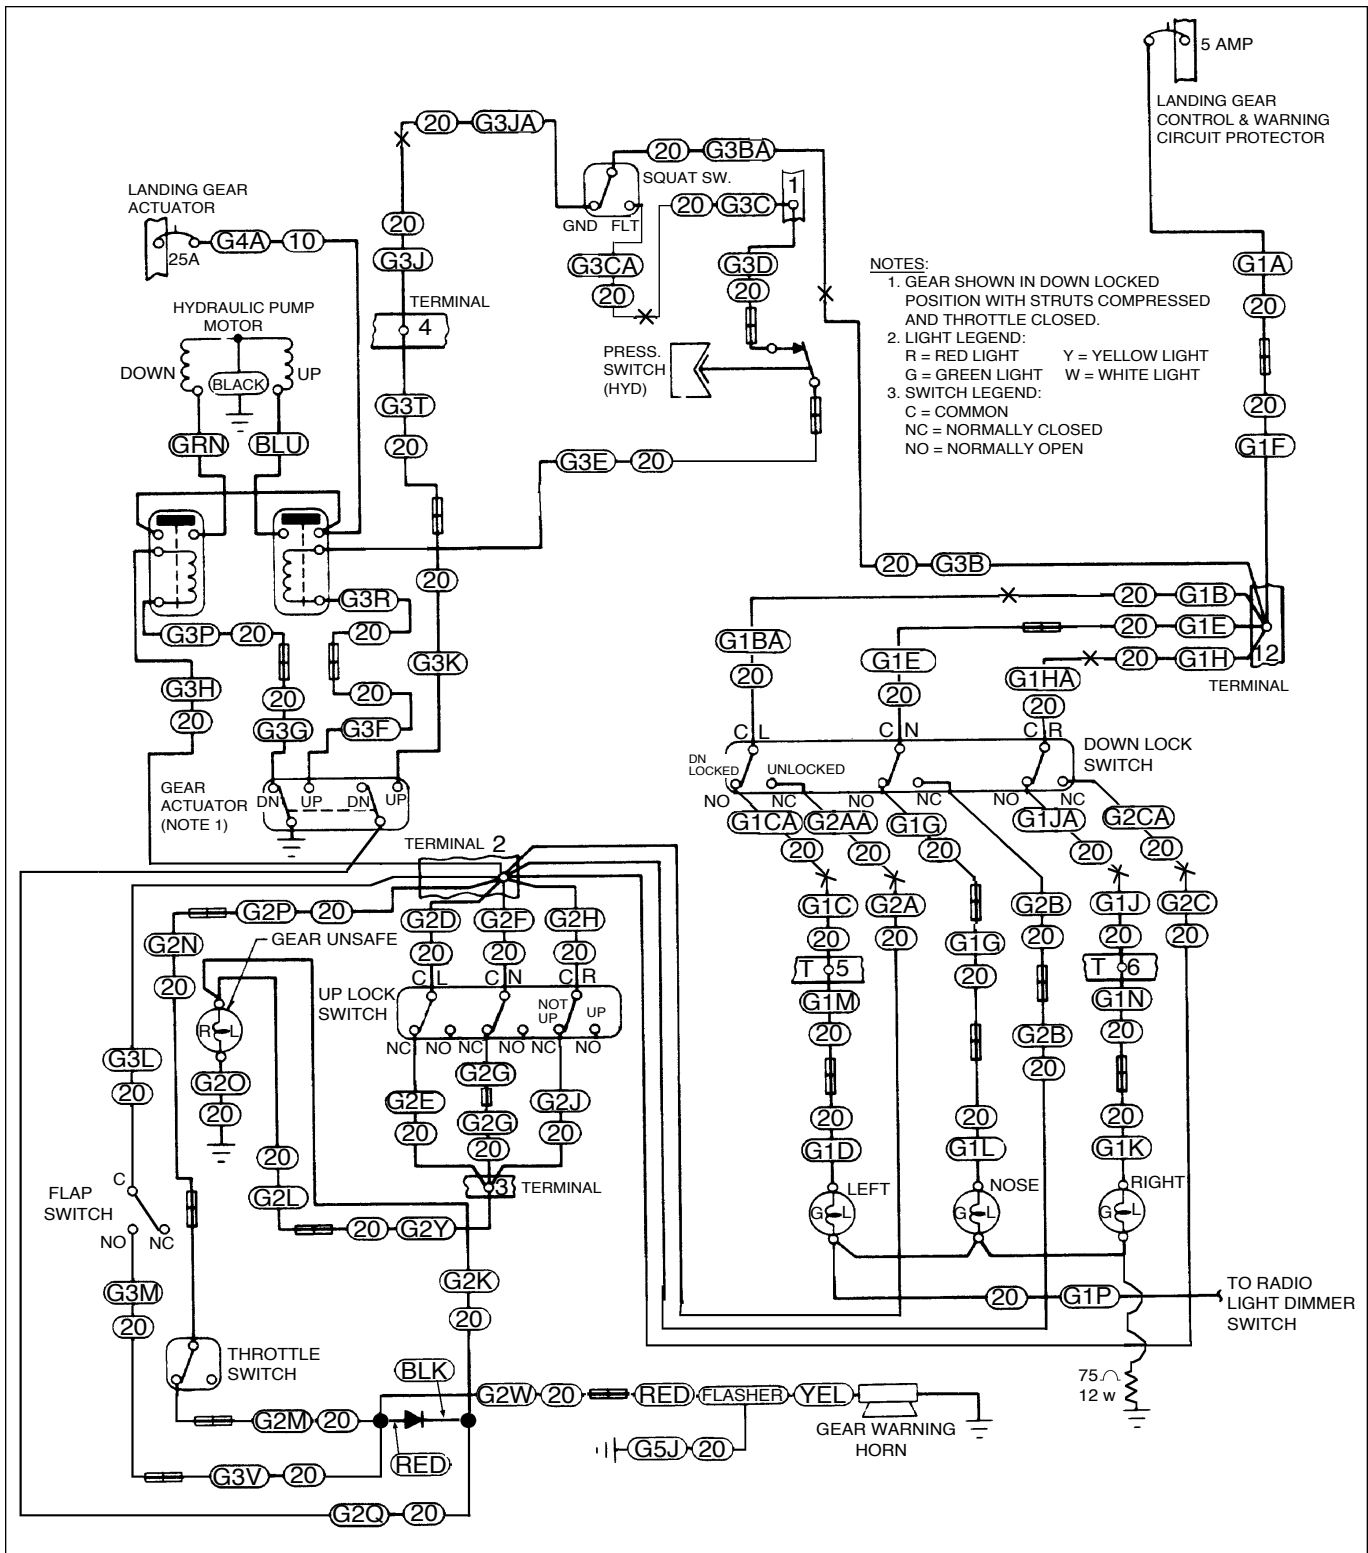 5 AMP
LANDING GEAR
CONTROL & WARNING
CIRCUIT PROTECTOR
20 G3JA
20 G3BA
SQUAT SW.
GND FLT
20 G3C
1
LANDING GEAR
ACTUATOR
G4A 10
25A
20
G3J
TERMINAL
4
G3CA
20
G3D
20
G1A
20
NOTES:
1. GEAR SHOWN IN DOWN LOCKED
POSITION WITH STRUTS COMPRESSED
AND THROTTLE CLOSED.
2. LIGHT LEGEND:
R = RED LIGHT Y = YELLOW LIGHT
G = GREEN LIGHT W = WHITE LIGHT
3. SWITCH LEGEND:
C = COMMON
NC = NORMALLY CLOSED
NO = NORMALLY OPEN
HYDRAULIC PUMP
MOTOR
DOWN
BLACK
UP
PRESS.
SWITCH
(HYD)
G3T
20
20
G1F
GRN
BLU
G3E 20
20
20 G3B
G3R
20
G3P 20
20 G1B
20 G1E
20 G1H
12
TERMINAL
G1BA
20
G1E
20
G1HA
20
G3K
G3H
20
20
G3G
20
G3F
C L
C N
C R
DOWN LOCK
SWITCH
DN
LOCKED
UNLOCKED
NO
NC
NO
NC
NO
NC
GEAR
ACTUATOR
(NOTE 1)
DN
UP
DN
UP
G1CA
20
G2AA
20
G1G
20
G1JA
20
G2CA
20
TERMINAL 2
G2P 20
G2N
20
GEAR UNSAFE
G2D
20
G2F
20
G2H
20
G1C
20
G2A
20
G2B
20
G1J
20
G2C
20
G1G
20
T 5
T 6
G1M
20
G1N
20
G2B
20
UP LOCK
SWITCH
C L
C N
C R
NOT
UP
UP
NC NO NC NO NC NO
R L
G2O
20
G3L
20
G2E
20
G2G
G2G
20
G2J
20
3 TERMINAL
20
G1D
20
G1L
20
G1K
20
G2L
20 G2Y
LEFT
G L
NOSE
G L
RIGHT
G L
FLAP
SWITCH
C
NO
NC
G3M
20
G2K
20
20 G1P
TO RADIO
LIGHT DIMMER
SWITCH
THROTTLE
SWITCH
75
12 w
BLK
G2M 20
RED
G2W 20 RED FLASHER YEL
GEAR WARNING
HORN
G5J 20
G3V 20
G2Q 20